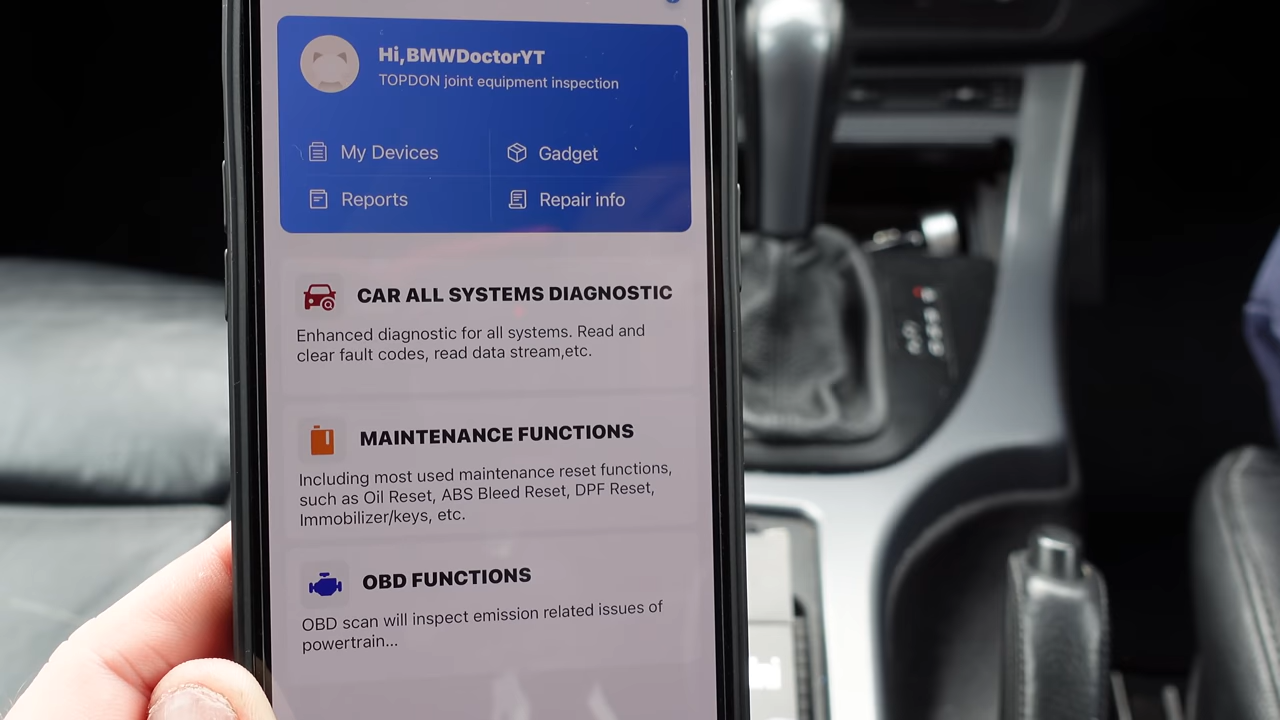 Hi,BMWDoctorYT
TOPDON joint equipment inspection
My Devices
Gadget
Reports
Repair info
CAR ALL SYSTEMS DIAGNOSTIC
Enhanced diagnostic for all systems. Read and
clear fault codes, read data stream,etc.
MAINTENANCE FUNCTIONS
Including most used maintenance reset functions,
such as Oil Reset, ABS Bleed Reset, DPF Reset,
Immobilizer/keys, etc.
OBD FUNCTIONS
OBD scan will inspect emission related issues of
powertrain...